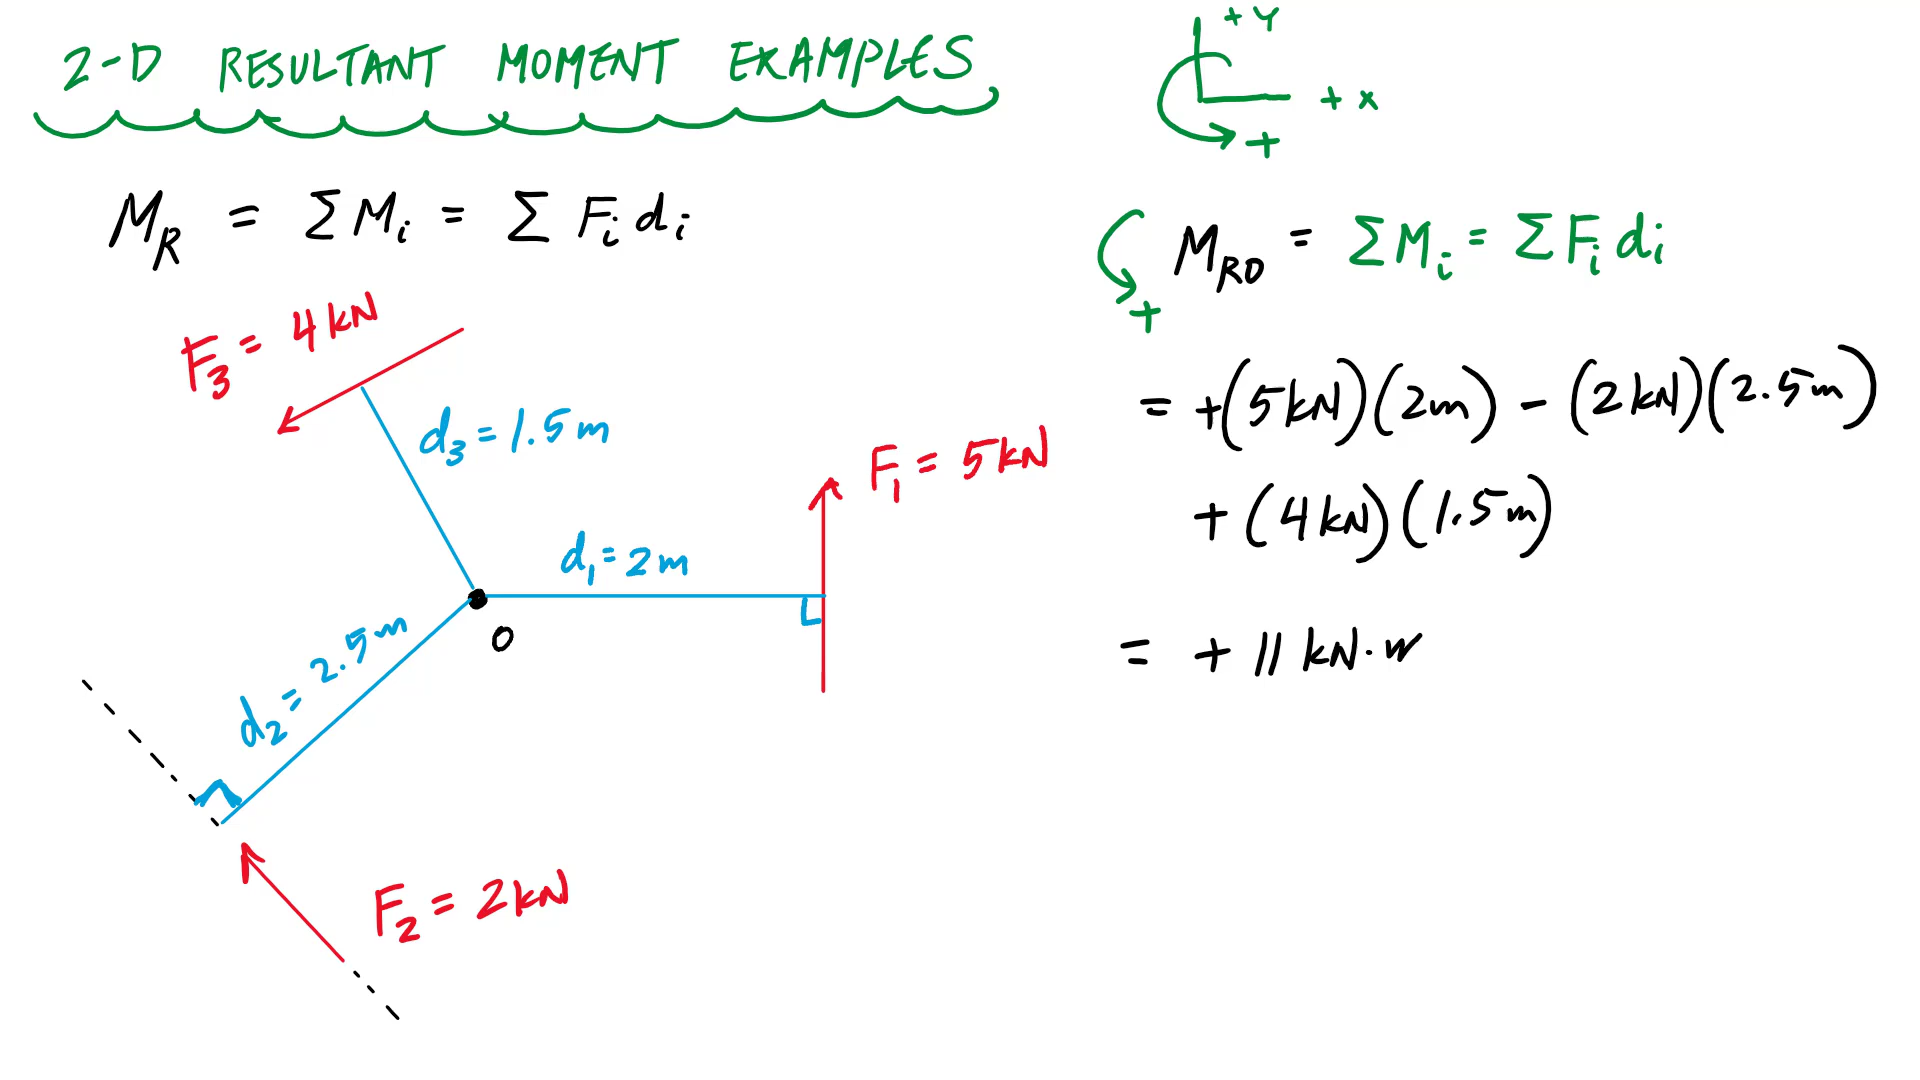 2-D RESULTANT MOMENT EXAMPLES
+ Y
+ x
+
M_R = ΣM_i = Σ F_i d_i
+
M_RO = ΣM_i = ΣF_i d_i
= +(5kN)(2m) - (2kN)(2.5m)
+ (4kN)(1.5m)
= + 11 kN·m
F_3 = 4kN
d_3 = 1.5m
F_1 = 5kN
d_1 = 2m
O
d_2 = 2.5m
F_2 = 2kN